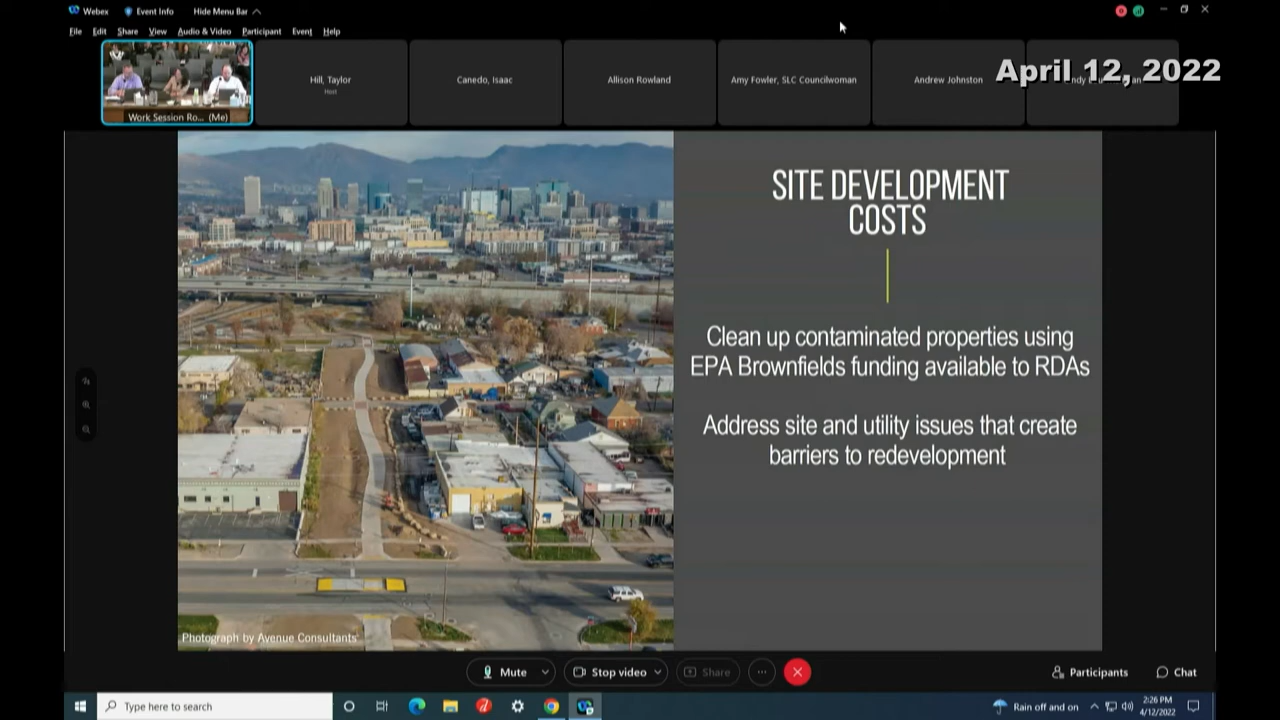 Webex
Event Info
Hide Menu Bar
File Edit Share View Audio & Video Participant Event Help
Work Session Ro... (Me)
Hill, Taylor
Host
Canedo, Isaac
Allison Rowland
Amy Fowler, SLC Councilwoman
Andrew Johnston
April 12, 2022
SITE DEVELOPMENT
COSTS
Clean up contaminated properties using
EPA Brownfields funding available to RDAs
Address site and utility issues that create
barriers to redevelopment
Photograph by Avenue Consultants
Mute
Stop video
Share
Participants
Chat
Type here to search
Rain off and on
2:26 PM
4/12/2022